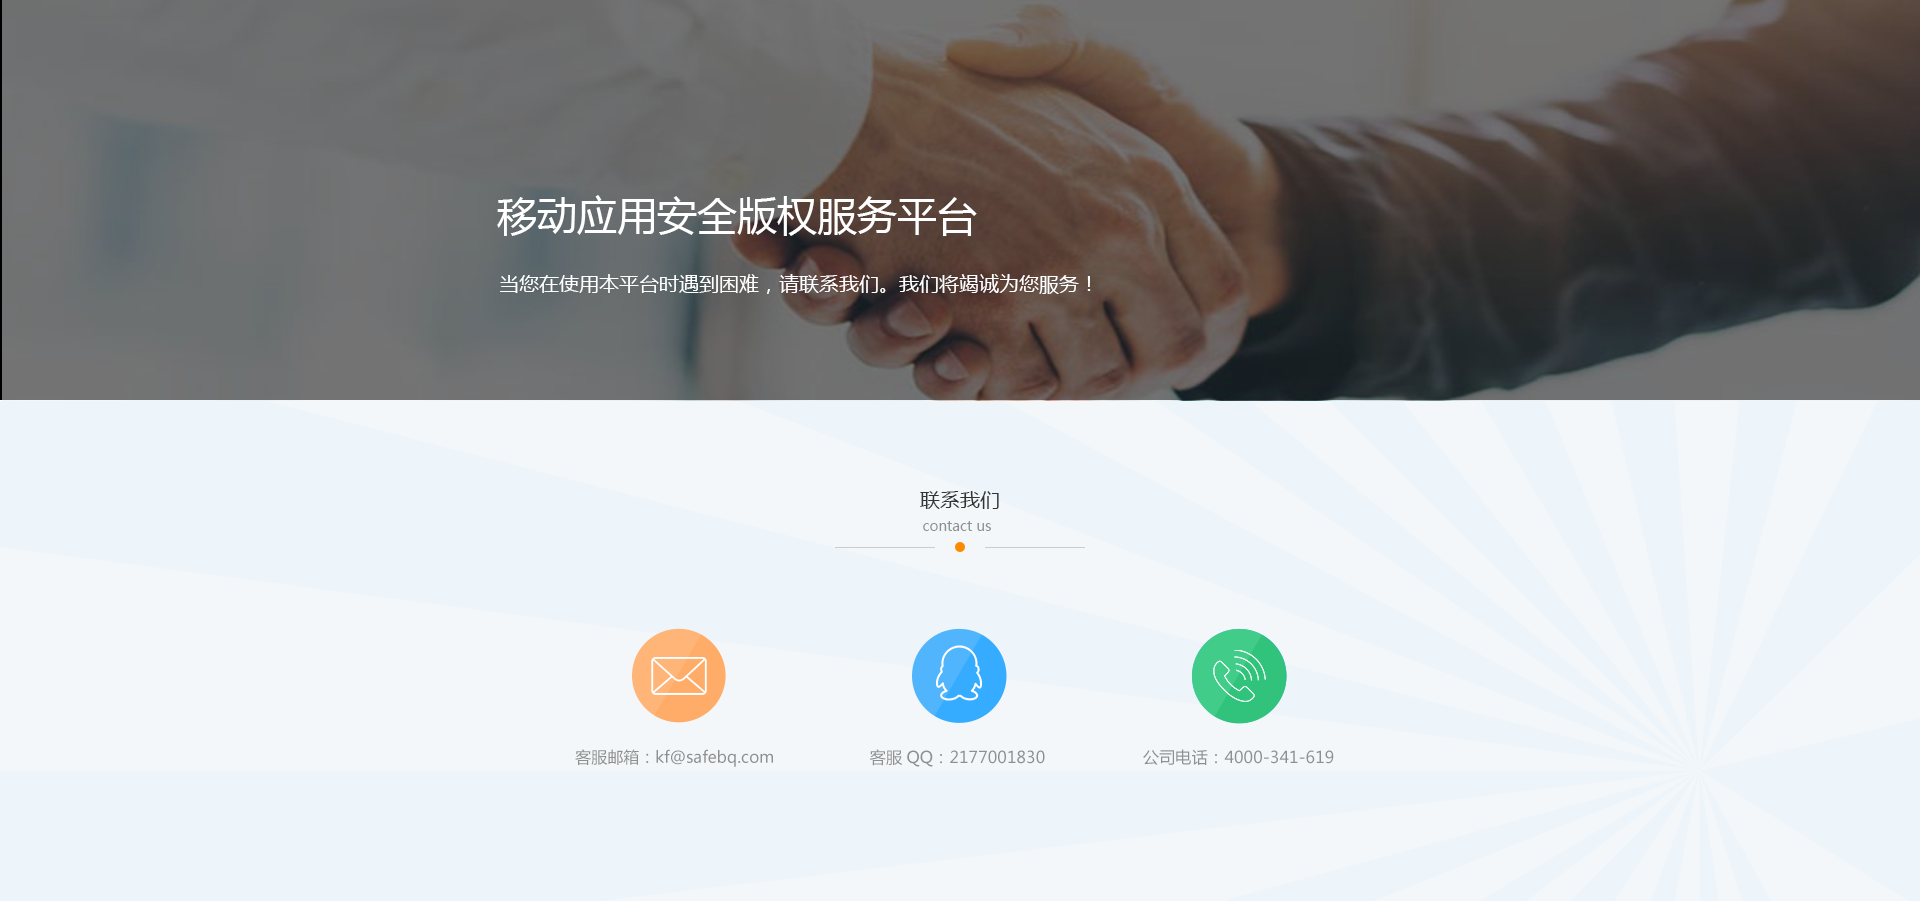 移动应用安全版权服务平台
当您在使用本平台时遇到困难，请联系我们。我们将竭诚为您服务！
联系我们
contact us
客服邮箱：kf@safebq.com
客服 QQ：2177001830
公司电话：4000-341-619